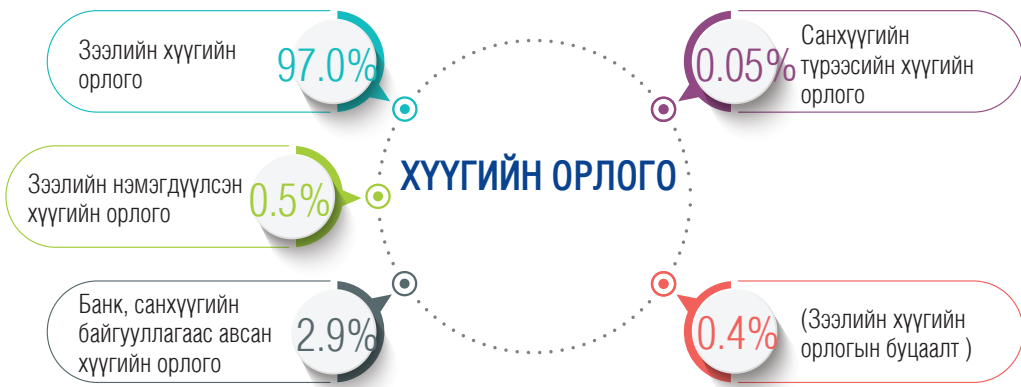 Зээлийн хүүгийн
орлого
97.0%
0.05%
Санхүүгийн
түрээсийн хүүгийн
орлого
ХҮҮГИЙН ОРЛОГО
Зээлийн нэмэгдүүлсэн
хүүгийн орлого
0.5%
Банк, санхүүгийн
байгууллагаас авсан
хүүгийн орлого
2.9%
0.4%
(Зээлийн хүүгийн
орлогын буцаалт )